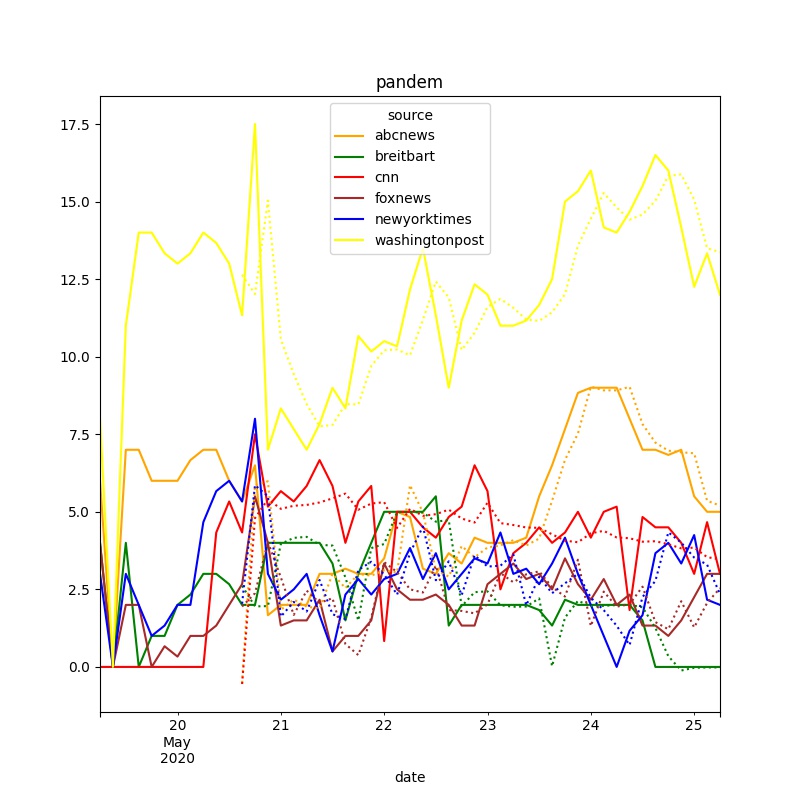 pandem
source
abcnews
breitbart
cnn
foxnews
newyorktimes
washingtonpost
17.5
15.0
12.5
10.0
7.5
5.0
2.5
0.0
20 21 22 23 24 25
May
2020
date